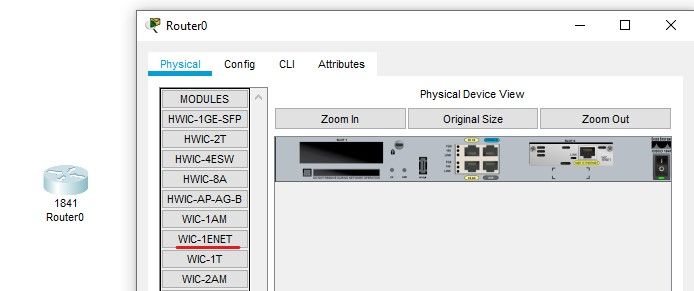 Router0
Physical
Config
CLI
Attributes
MODULES
HWIC-1GE-SFP
HWIC-2T
HWIC-4ESW
HWIC-8A
HWIC-AP-AG-B
WIC-1AM
WIC-1ENET
WIC-1T
WIC-2AM
Physical Device View
Zoom In
Original Size
Zoom Out
1841
Router0